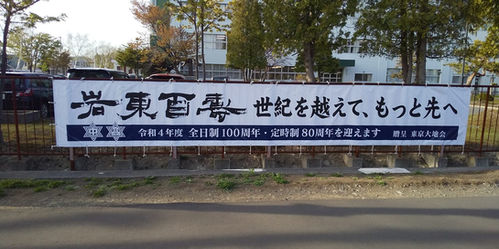 岩東百壽 世紀を越えて、もっと先へ
令和4年度 全日制100周年・定時制80周年を迎えます 贈呈 東京大地会